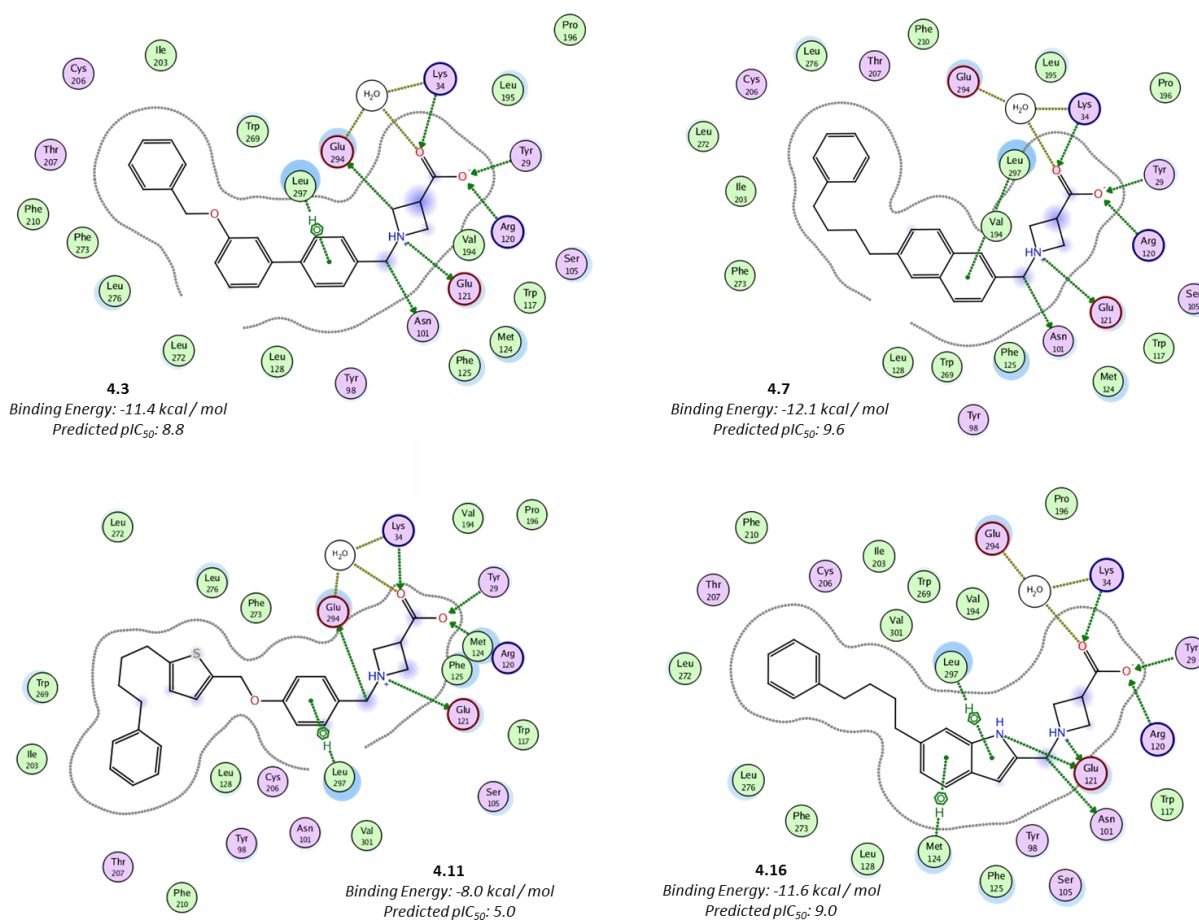 Pro
196
Ile
203
Cys
206
Lys
34
H₂O
Leu
195
Trp
269
Glu
294
Thr
207
Tyr
29
Leu
297
H
O
O⁻
O
HN
Arg
120
Val
194
Phe
210
Phe
273
Ser
105
Glu
121
Leu
276
Trp
117
Asn
101
Met
124
Leu
272
Leu
128
Phe
125
Tyr
98
4.3
Binding Energy: -11.4 kcal / mol
Predicted pIC₅₀: 8.8
Phe
210
Leu
276
Thr
207
Leu
195
Glu
294
Cys
206
Pro
196
H₂O
Lys
34
Leu
272
Leu
297
O
Tyr
29
O⁻
Ile
203
Val
194
HN
Arg
120
Phe
273
Ser
105
Glu
121
Asn
101
Trp
117
Leu
128
Trp
269
Phe
125
Met
124
Tyr
98
4.7
Binding Energy: -12.1 kcal / mol
Predicted pIC₅₀: 9.6
Leu
272
Lys
34
Val
194
Pro
196
H₂O
Leu
276
Phe
273
Glu
294
Tyr
29
O
O⁻
Met
124
Arg
120
Phe
125
S
HN⁺
Trp
269
O
Glu
121
Trp
117
H
Ile
203
Leu
128
Cys
206
Leu
297
Ser
105
Tyr
98
Asn
101
Val
301
Thr
207
Phe
210
4.11
Binding Energy: -8.0 kcal / mol
Predicted pIC₅₀: 5.0
Pro
196
Phe
210
Glu
294
Ile
203
Thr
207
Cys
206
Trp
269
Lys
34
H₂O
Val
194
Val
301
Leu
272
Leu
297
O
Tyr
29
O⁻
H
H
N
HN
Arg
120
Glu
121
Leu
276
H
Trp
117
Phe
273
Asn
101
Leu
128
Met
124
Tyr
98
Phe
125
Ser
105
4.16
Binding Energy: -11.6 kcal / mol
Predicted pIC₅₀: 9.0